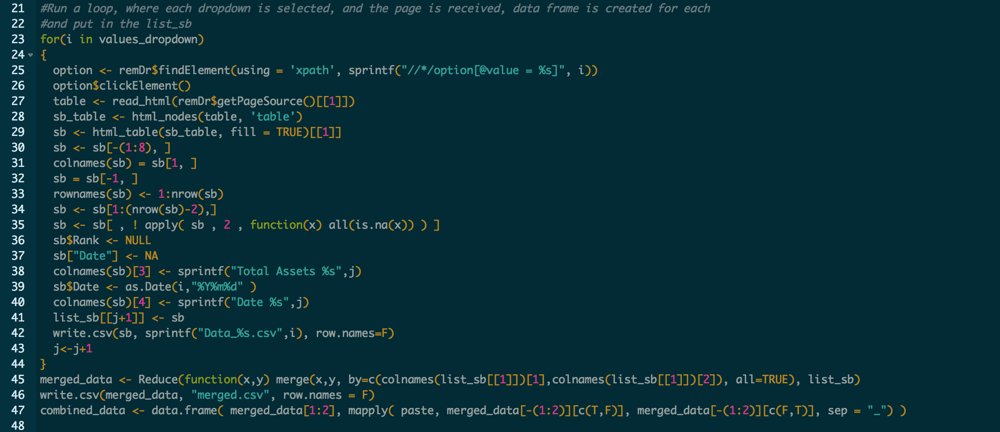 21 #Run a loop, where each dropdown is selected, and the page is received, data frame is created for each
22 #and put in the list_sb
23 for(i in values_dropdown)
24 {
25   option <- remDr$findElement(using = 'xpath', sprintf("//*/option[@value = %s]", i))
26   option$clickElement()
27   table <- read_html(remDr$getPageSource()[[1]])
28   sb_table <- html_nodes(table, 'table')
29   sb <- html_table(sb_table, fill = TRUE)[[1]]
30   sb <- sb[-(1:8), ]
31   colnames(sb) = sb[1, ]
32   sb = sb[-1, ]
33   rownames(sb) <- 1:nrow(sb)
34   sb <- sb[1:(nrow(sb)-2),]
35   sb <- sb[ , ! apply( sb , 2 , function(x) all(is.na(x)) ) ]
36   sb$Rank <- NULL
37   sb["Date"] <- NA
38   colnames(sb)[3] <- sprintf("Total Assets %s",j)
39   sb$Date <- as.Date(i,"%Y%m%d" )
40   colnames(sb)[4] <- sprintf("Date %s",j)
41   list_sb[[j+1]] <- sb
42   write.csv(sb, sprintf("Data_%s.csv",i), row.names=F)
43   j<-j+1
44 }
45 merged_data <- Reduce(function(x,y) merge(x,y, by=c(colnames(list_sb[[1]])[1],colnames(list_sb[[1]])[2]), all=TRUE), list_sb)
46 write.csv(merged_data, "merged.csv", row.names = F)
47 combined_data <- data.frame( merged_data[1:2], mapply( paste, merged_data[-(1:2)][c(T,F)], merged_data[-(1:2)][c(F,T)], sep = "_") )
48